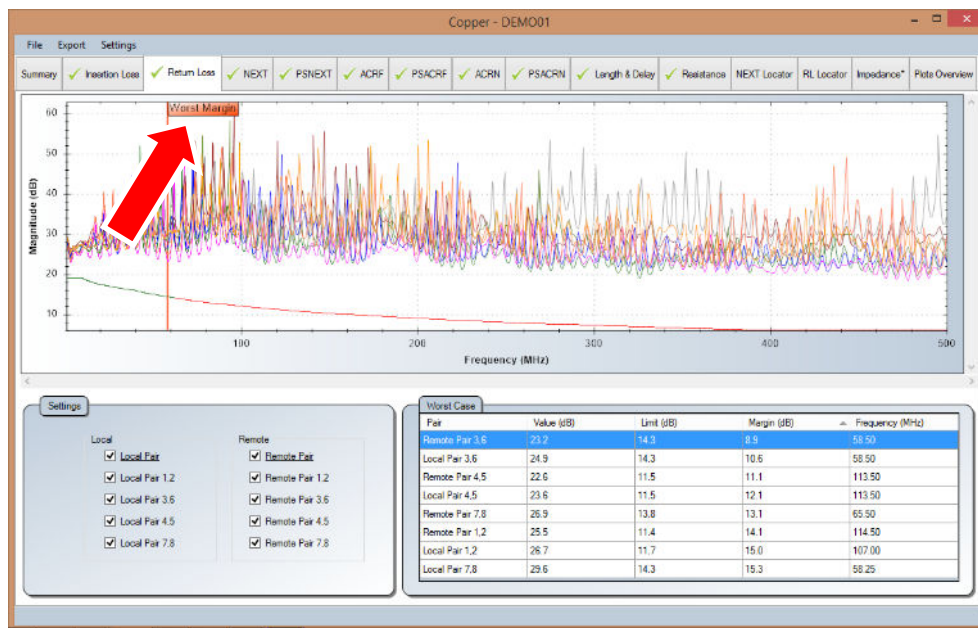 Copper - DEMO01
File Export Settings
Summary Insertion Loss Return Loss NEXT PSNEXT ACRF PSACRF ACRN PSACRN Length & Delay Resistance NEXT Locator RL Locator Impedance* Plots Overview
Worst Margin
60
50
40
30
20
10
Magnitude (dB)
100 200 300 400 500
Frequency (MHz)
Settings
Local Remote
Local Pair Remote Pair
Local Pair 1.2 Remote Pair 1.2
Local Pair 3.6 Remote Pair 3.6
Local Pair 4.5 Remote Pair 4.5
Local Pair 7.8 Remote Pair 7.8
Worst Case
Pair Value (dB) Limit (dB) Margin (dB) Frequency (MHz)
Remote Pair 3,6 23.2 14.3 8.9 58.50
Local Pair 3,6 24.9 14.3 10.6 58.50
Remote Pair 4,5 22.6 11.5 11.1 113.50
Local Pair 4,5 23.6 11.5 12.1 113.50
Remote Pair 7,8 26.9 13.8 13.1 65.50
Remote Pair 1,2 25.5 11.4 14.1 114.50
Local Pair 1,2 26.7 11.7 15.0 107.00
Local Pair 7,8 29.6 14.3 15.3 58.25